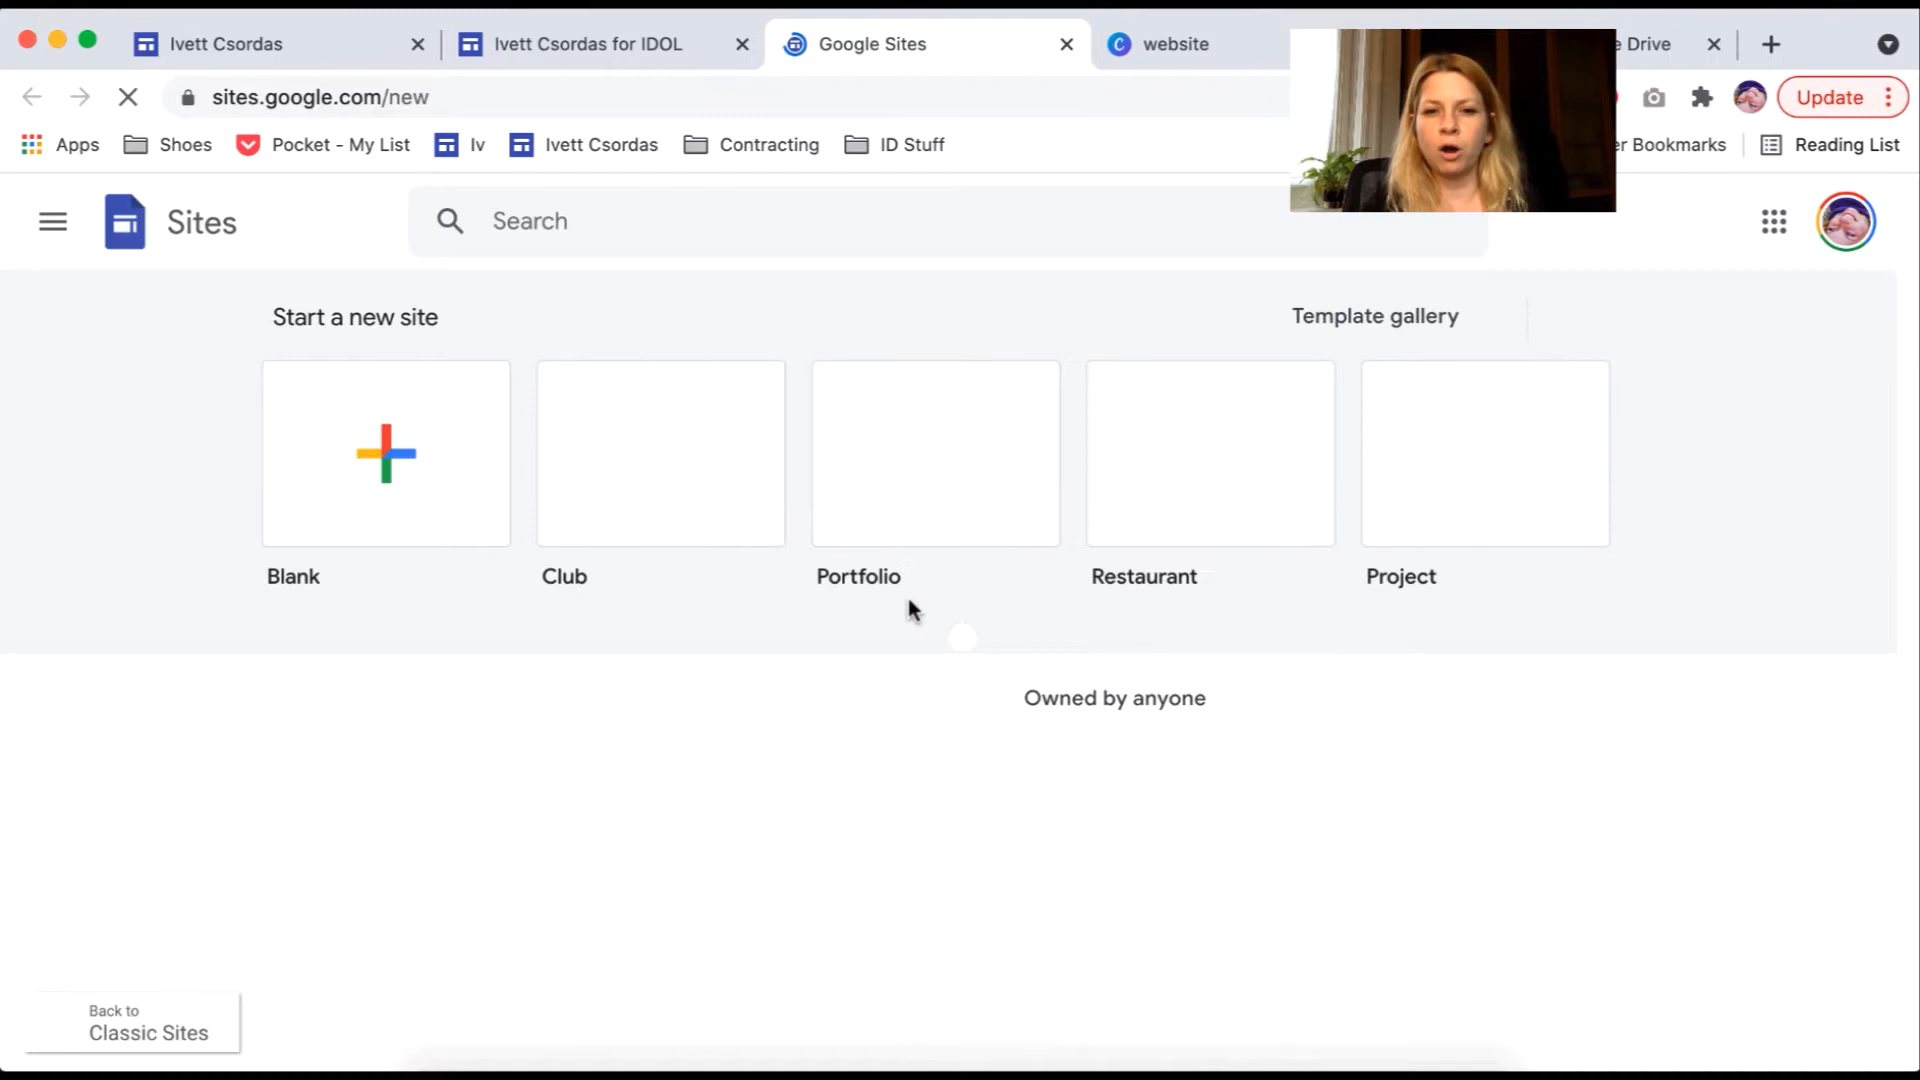 Ivett Csordas
Ivett Csordas for IDOL
Google Sites
website
e Drive
sites.google.com/new
Update
Apps
Shoes
Pocket - My List
Iv
Ivett Csordas
Contracting
ID Stuff
er Bookmarks
Reading List
Sites
Search
Start a new site
Template gallery
Blank
Club
Portfolio
Restaurant
Project
Owned by anyone
Back to
Classic Sites